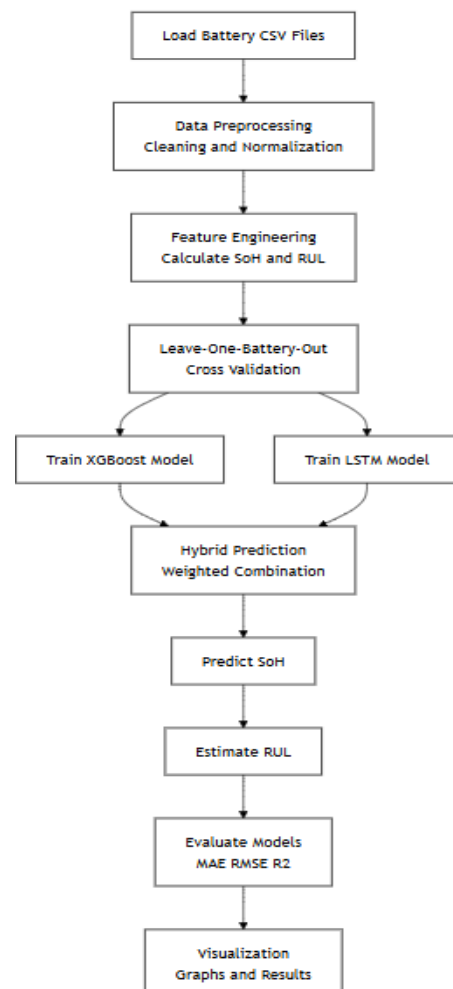 Load Battery CSV Files
Data Preprocessing
Cleaning and Normalization
Feature Engineering
Calculate SoH and RUL
Leave-One-Battery-Out
Cross Validation
Train XGBoost Model
Train LSTM Model
Hybrid Prediction
Weighted Combination
Predict SoH
Estimate RUL
Evaluate Models
MAE RMSE R2
Visualization
Graphs and Results